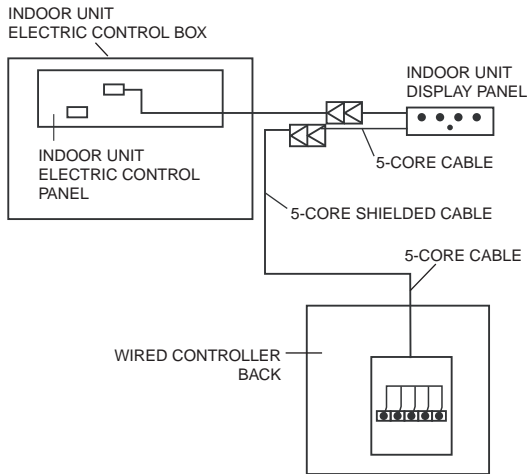 INDOOR UNIT
ELECTRIC CONTROL BOX
INDOOR UNIT
DISPLAY PANEL
INDOOR UNIT
ELECTRIC CONTROL
PANEL
5-CORE CABLE
5-CORE SHIELDED CABLE
5-CORE CABLE
WIRED CONTROLLER
BACK